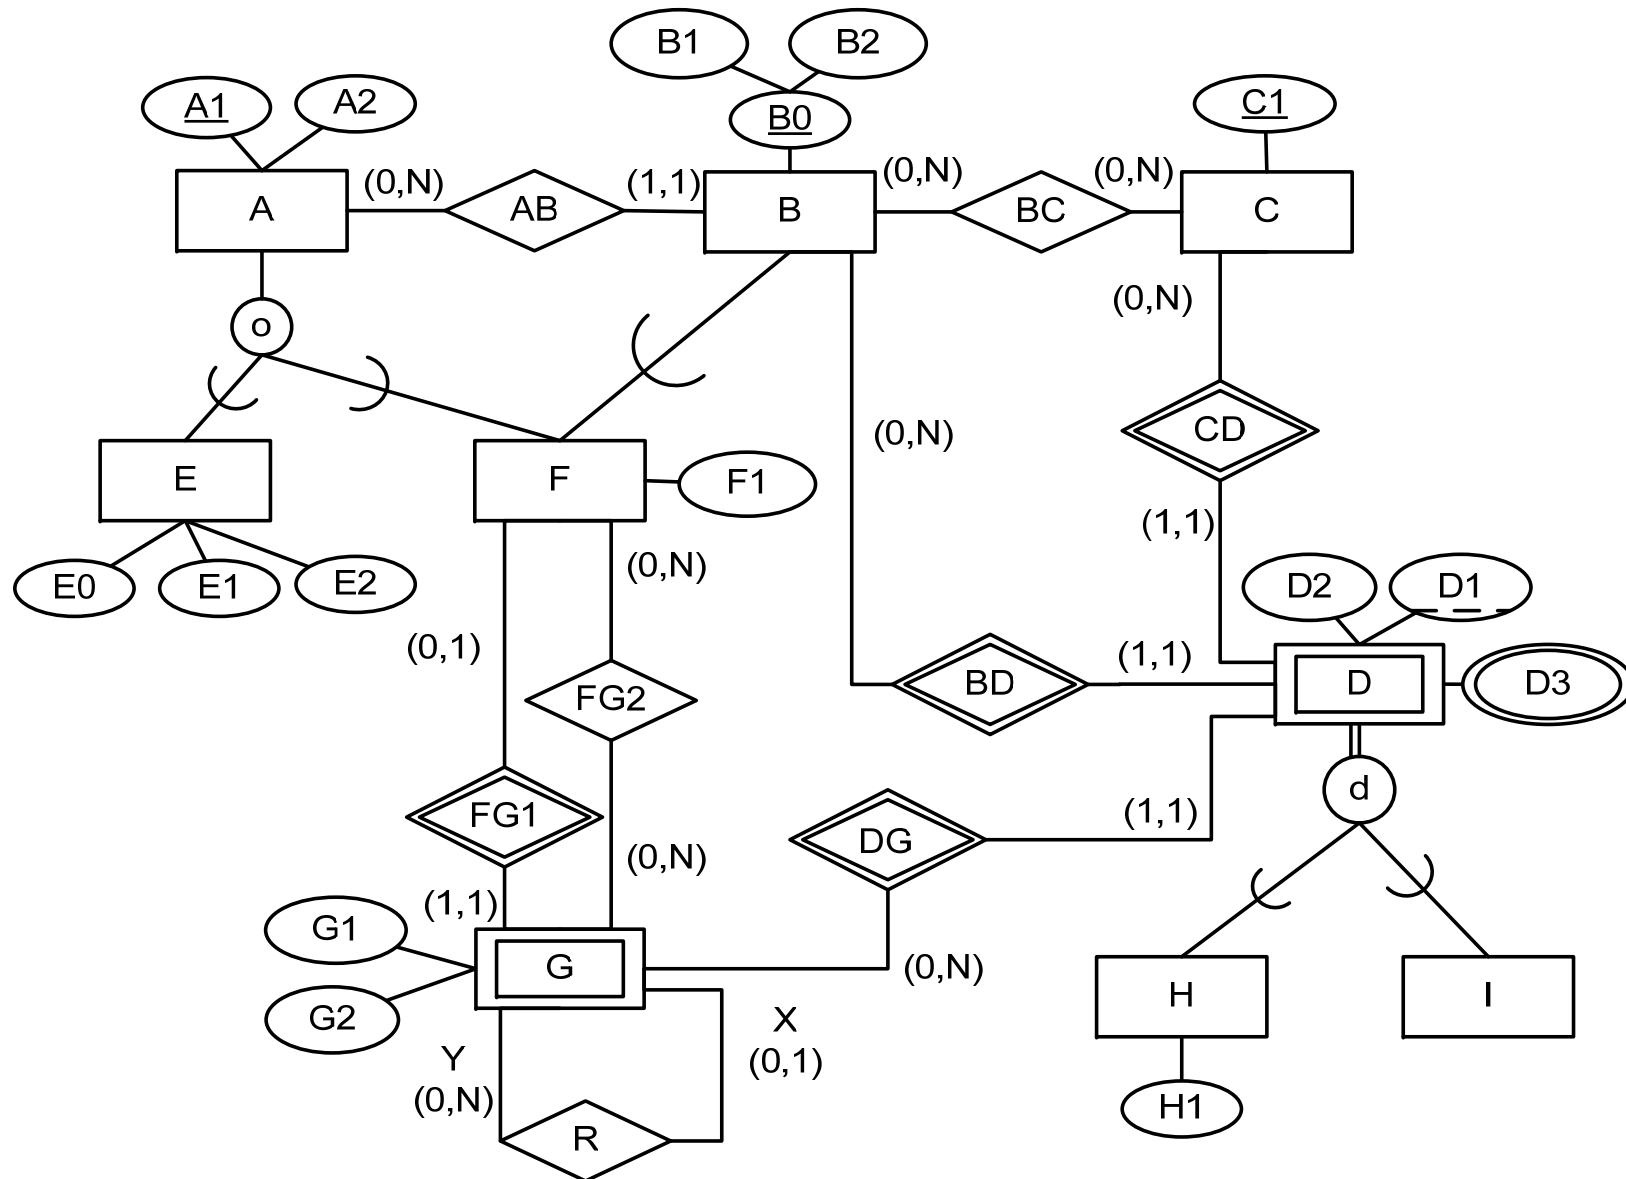 B1
B2
A1
A2
B0
C1
(0,N)
(1,1)
(0,N)
(0,N)
A
AB
B
BC
C
(0,N)
o
(0,N)
CD
E
F
F1
(1,1)
(0,N)
E0
E1
E2
D2
D1
(0,1)
(1,1)
FG2
BD
D
D3
d
FG1
DG
(1,1)
(0,N)
(1,1)
G1
G
(0,N)
H
I
G2
X
Y
(0,1)
(0,N)
H1
R